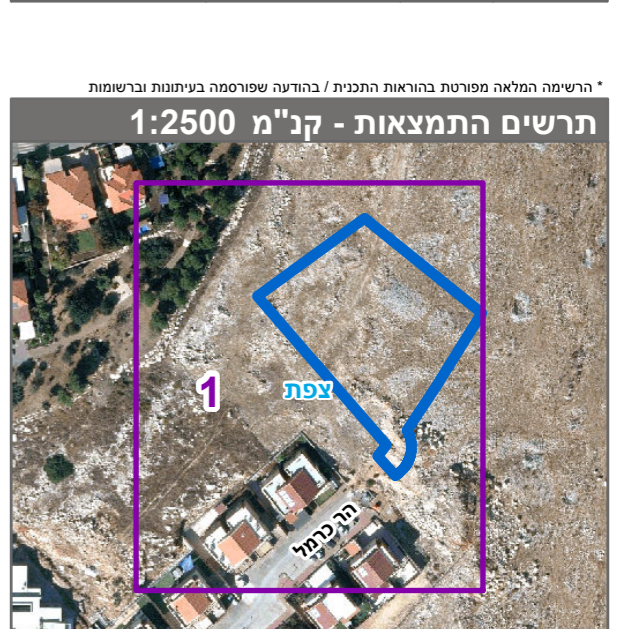 * הרשימה המלאה מפורטת בהוראות התכנית / בהודעה שפורסמה בעיתונות וברשומות
תרשים התמצאות - קנ"מ 1:2500
1
צפת
הר כרמל